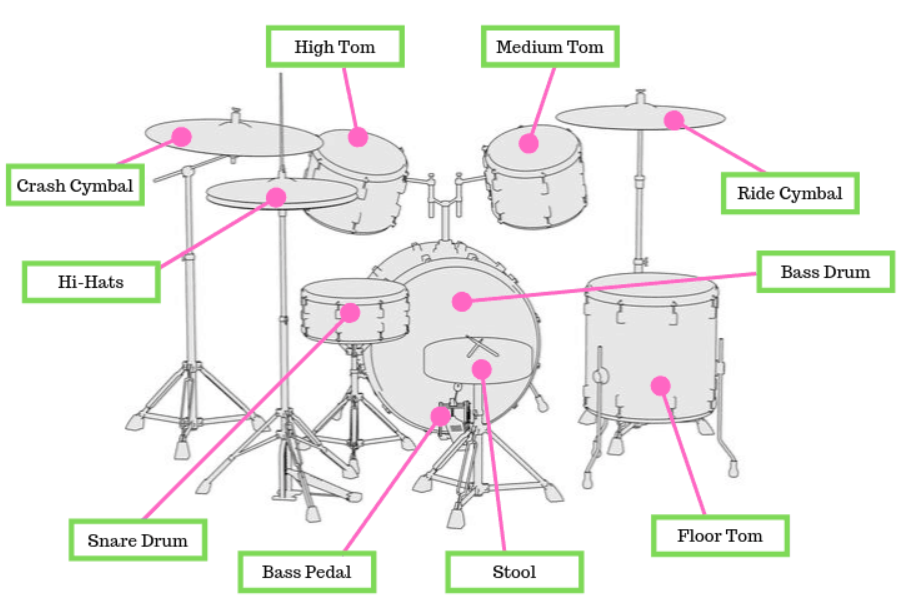 High Tom
Medium Tom
Crash Cymbal
Ride Cymbal
Hi-Hats
Bass Drum
Snare Drum
Floor Tom
Bass Pedal
Stool